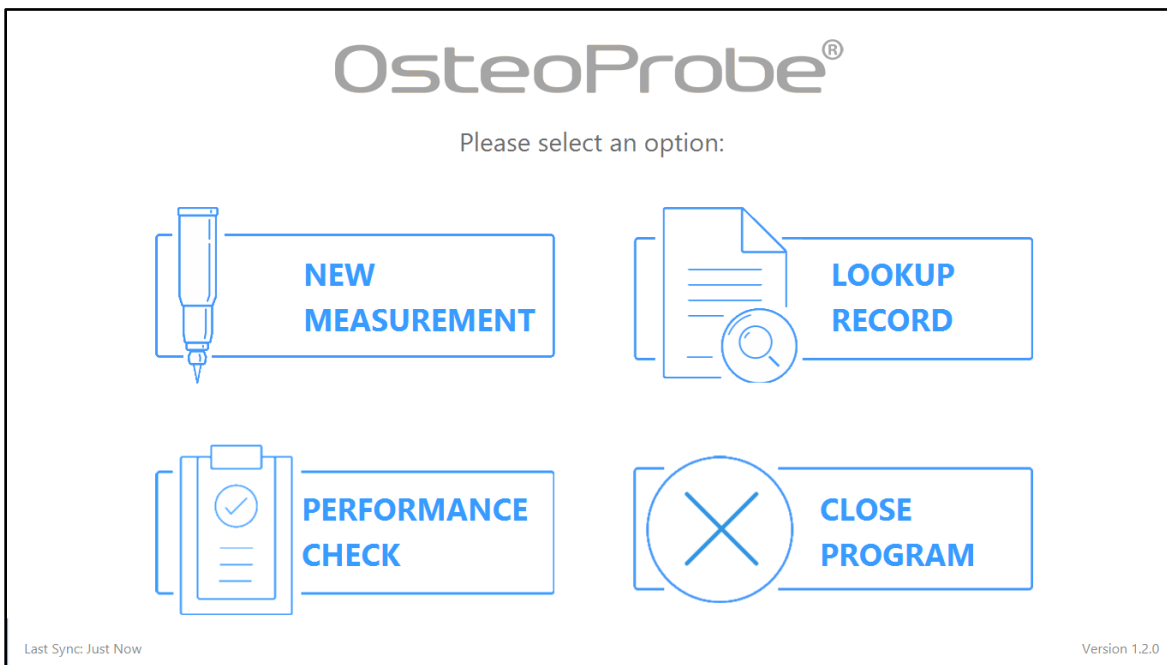 OsteoProbe®
Please select an option:
NEW
MEASUREMENT
LOOKUP
RECORD
PERFORMANCE
CHECK
CLOSE
PROGRAM
Last Sync: Just Now
Version 1.2.0